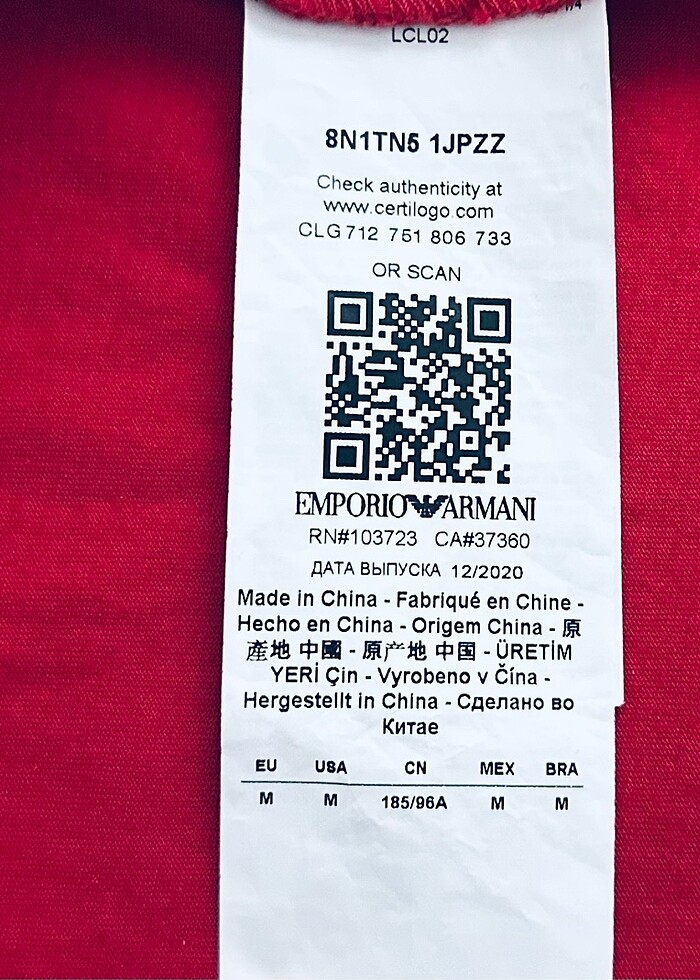 LCL02
8N1TN5 1JPZZ
Check authenticity at
www.certilogo.com
CLG 712 751 806 733
OR SCAN
EMPORIO ARMANI
RN#103723 CA#37360
ДАТА ВЫПУСКА 12/2020
Made in China - Fabriqué en Chine -
Hecho en China - Origem China - 原
產地 中國 - 原产地 中国 - ÜRETİM
YERİ Çin - Vyrobeno v Čína -
Hergestellt in China - Сделано во
Китае
EU USA CN MEX BRA
M M 185/96A M M